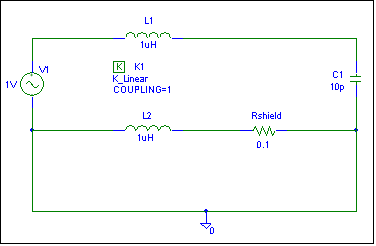 L1
1uH
V1
1V
K K1
K_Linear
COUPLING=1
C1
10p
L2
1uH
Rshield
0.1
0